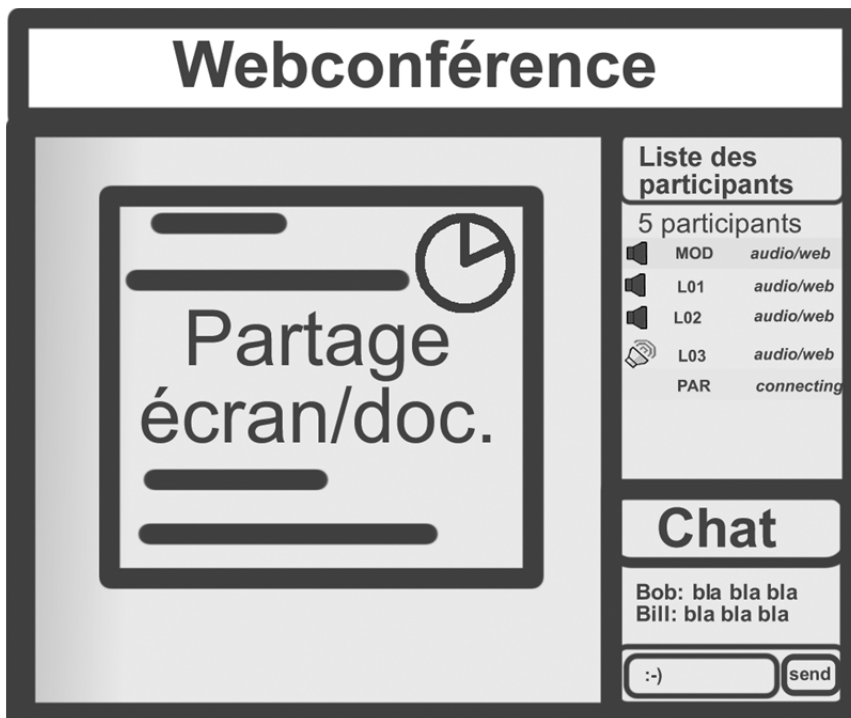 Webconférence
Partage
écran/doc.
Liste des
participants
5 participants
MOD audio/web
L01 audio/web
L02 audio/web
L03 audio/web
PAR connecting
Chat
Bob: bla bla bla
Bill: bla bla bla
:-) send